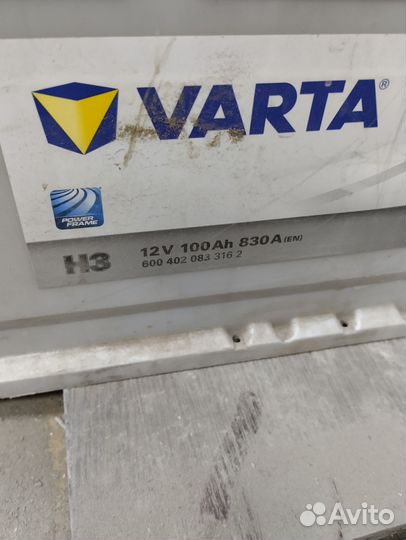 VARTA®
POWER
FRAME
H3
12V 100Ah 830A (EN)
600 402 083 316 2
Avito